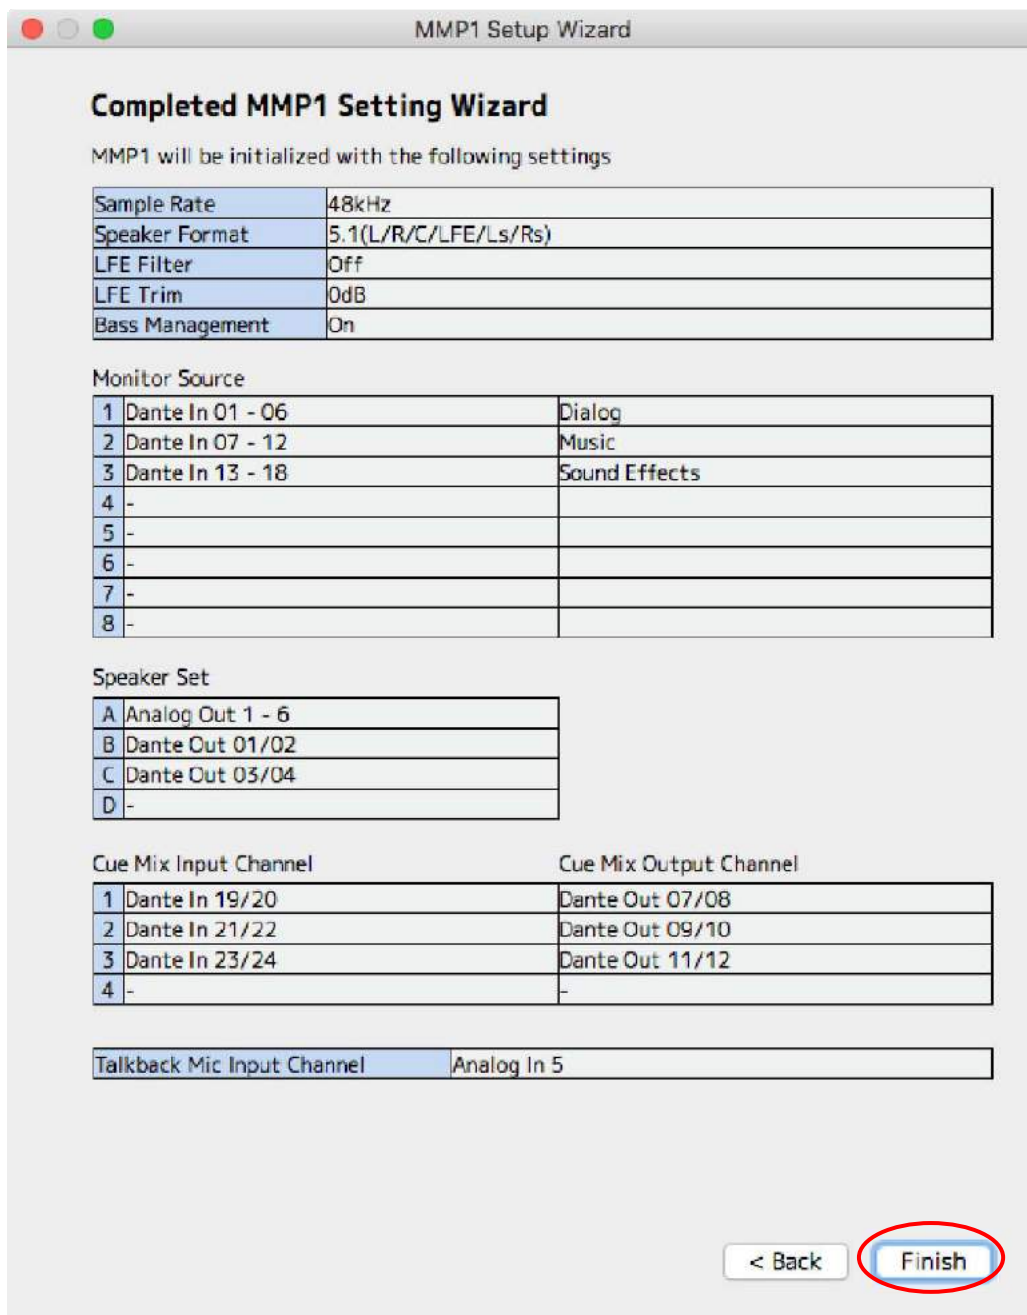 MMP1 Setup Wizard
Completed MMP1 Setting Wizard
MMP1 will be initialized with the following settings
Sample Rate 48kHz
Speaker Format 5.1(L/R/C/LFE/Ls/Rs)
LFE Filter Off
LFE Trim 0dB
Bass Management On
Monitor Source
1 Dante In 01 - 06 Dialog
2 Dante In 07 - 12 Music
3 Dante In 13 - 18 Sound Effects
4 -
5 -
6 -
7 -
8 -
Speaker Set
A Analog Out 1 - 6
B Dante Out 01/02
C Dante Out 03/04
D -
Cue Mix Input Channel Cue Mix Output Channel
1 Dante In 19/20 Dante Out 07/08
2 Dante In 21/22 Dante Out 09/10
3 Dante In 23/24 Dante Out 11/12
4 - -
Talkback Mic Input Channel Analog In 5
< Back Finish